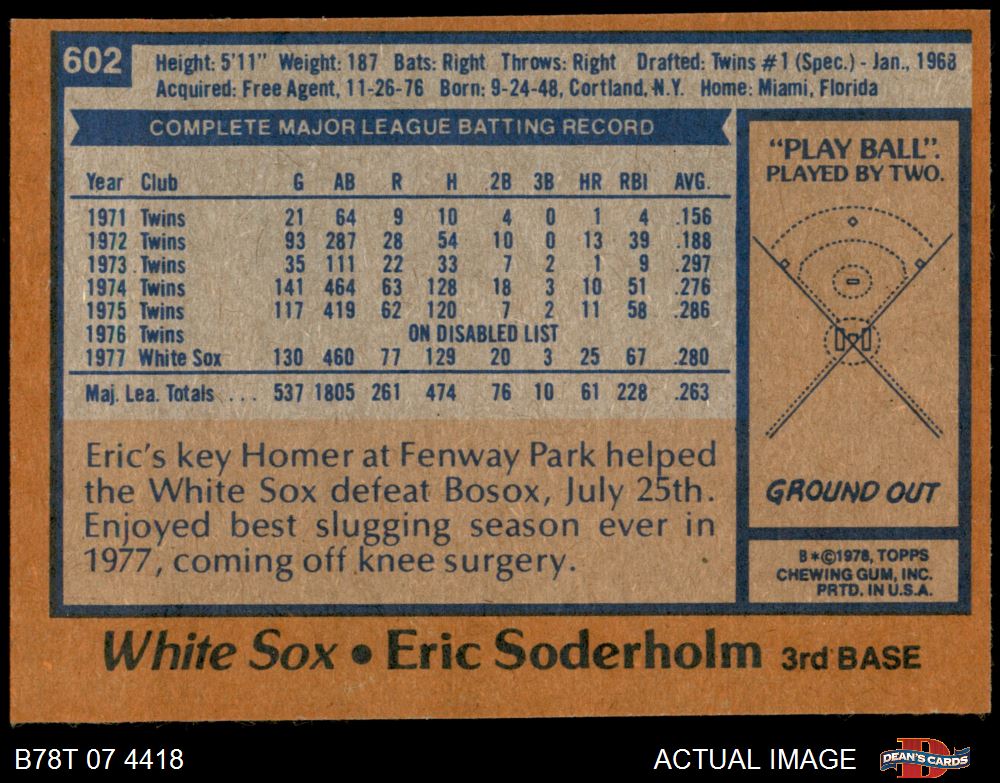 602
Height: 5'11" Weight: 187 Bats: Right Throws: Right Drafted: Twins #1 (Spec.) - Jan., 1968
Acquired: Free Agent, 11-26-76 Born: 9-24-48, Cortland, N.Y. Home: Miami, Florida
COMPLETE MAJOR LEAGUE BATTING RECORD
Year Club G AB R H 2B 3B HR RBI AVG.
1971 Twins 21 64 9 10 4 0 1 4 .156
1972 Twins 93 287 28 54 10 0 13 39 .188
1973 Twins 35 111 22 33 7 2 1 9 .297
1974 Twins 141 464 63 128 18 3 10 51 .276
1975 Twins 117 419 62 120 7 2 11 58 .286
1976 Twins ON DISABLED LIST
1977 White Sox 130 460 77 129 20 3 25 67 .280
Maj. Lea. Totals ... 537 1805 261 474 76 10 61 228 .263
Eric's key Homer at Fenway Park helped
the White Sox defeat Bosox, July 25th.
Enjoyed best slugging season ever in
1977, coming off knee surgery.
"PLAY BALL".
PLAYED BY TWO.
GROUND OUT
B*©1978, TOPPS
CHEWING GUM, INC.
PRTD. IN U.S.A.
White Sox • Eric Soderholm 3rd BASE
B78T 07 4418
ACTUAL IMAGE
DEAN'S CARDS